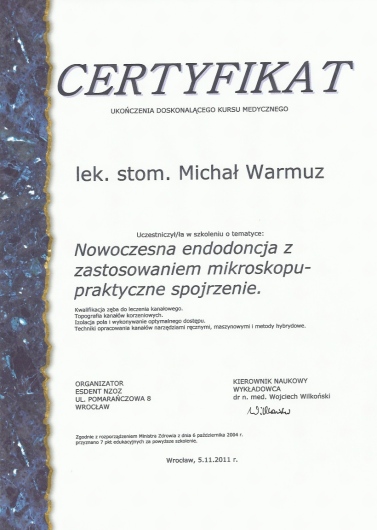 CERTYFIKAT
UKOŃCZENIA DOSKONALĄCEGO KURSU MEDYCZNEGO
lek. stom. Michał Warmuz
Uczestniczył/ła w szkoleniu o tematyce:
Nowoczesna endodoncja z
zastosowaniem mikroskopu-
praktyczne spojrzenie.
Kwalifikacja zęba do leczenia kanałowego.
Topografia kanałów korzeniowych.
Izolacja pola i wykonywanie optymalnego dostępu.
Techniki opracowania kanałów narzędziami ręcznymi, maszynowymi i metody hybrydowe.
ORGANIZATOR
ESDENT NZOZ
UL. POMARAŃCZOWA 8
WROCŁAW
KIEROWNIK NAUKOWY
WYKŁADOWCA
dr n. med. Wojciech Wilkoński
Zgodnie z rozporządzeniem Ministra Zdrowia z dnia 6 października 2004 r.
przyznano 7 pkt edukacyjnych za powyższe szkolenie.
Wrocław, 5.11.2011 r.